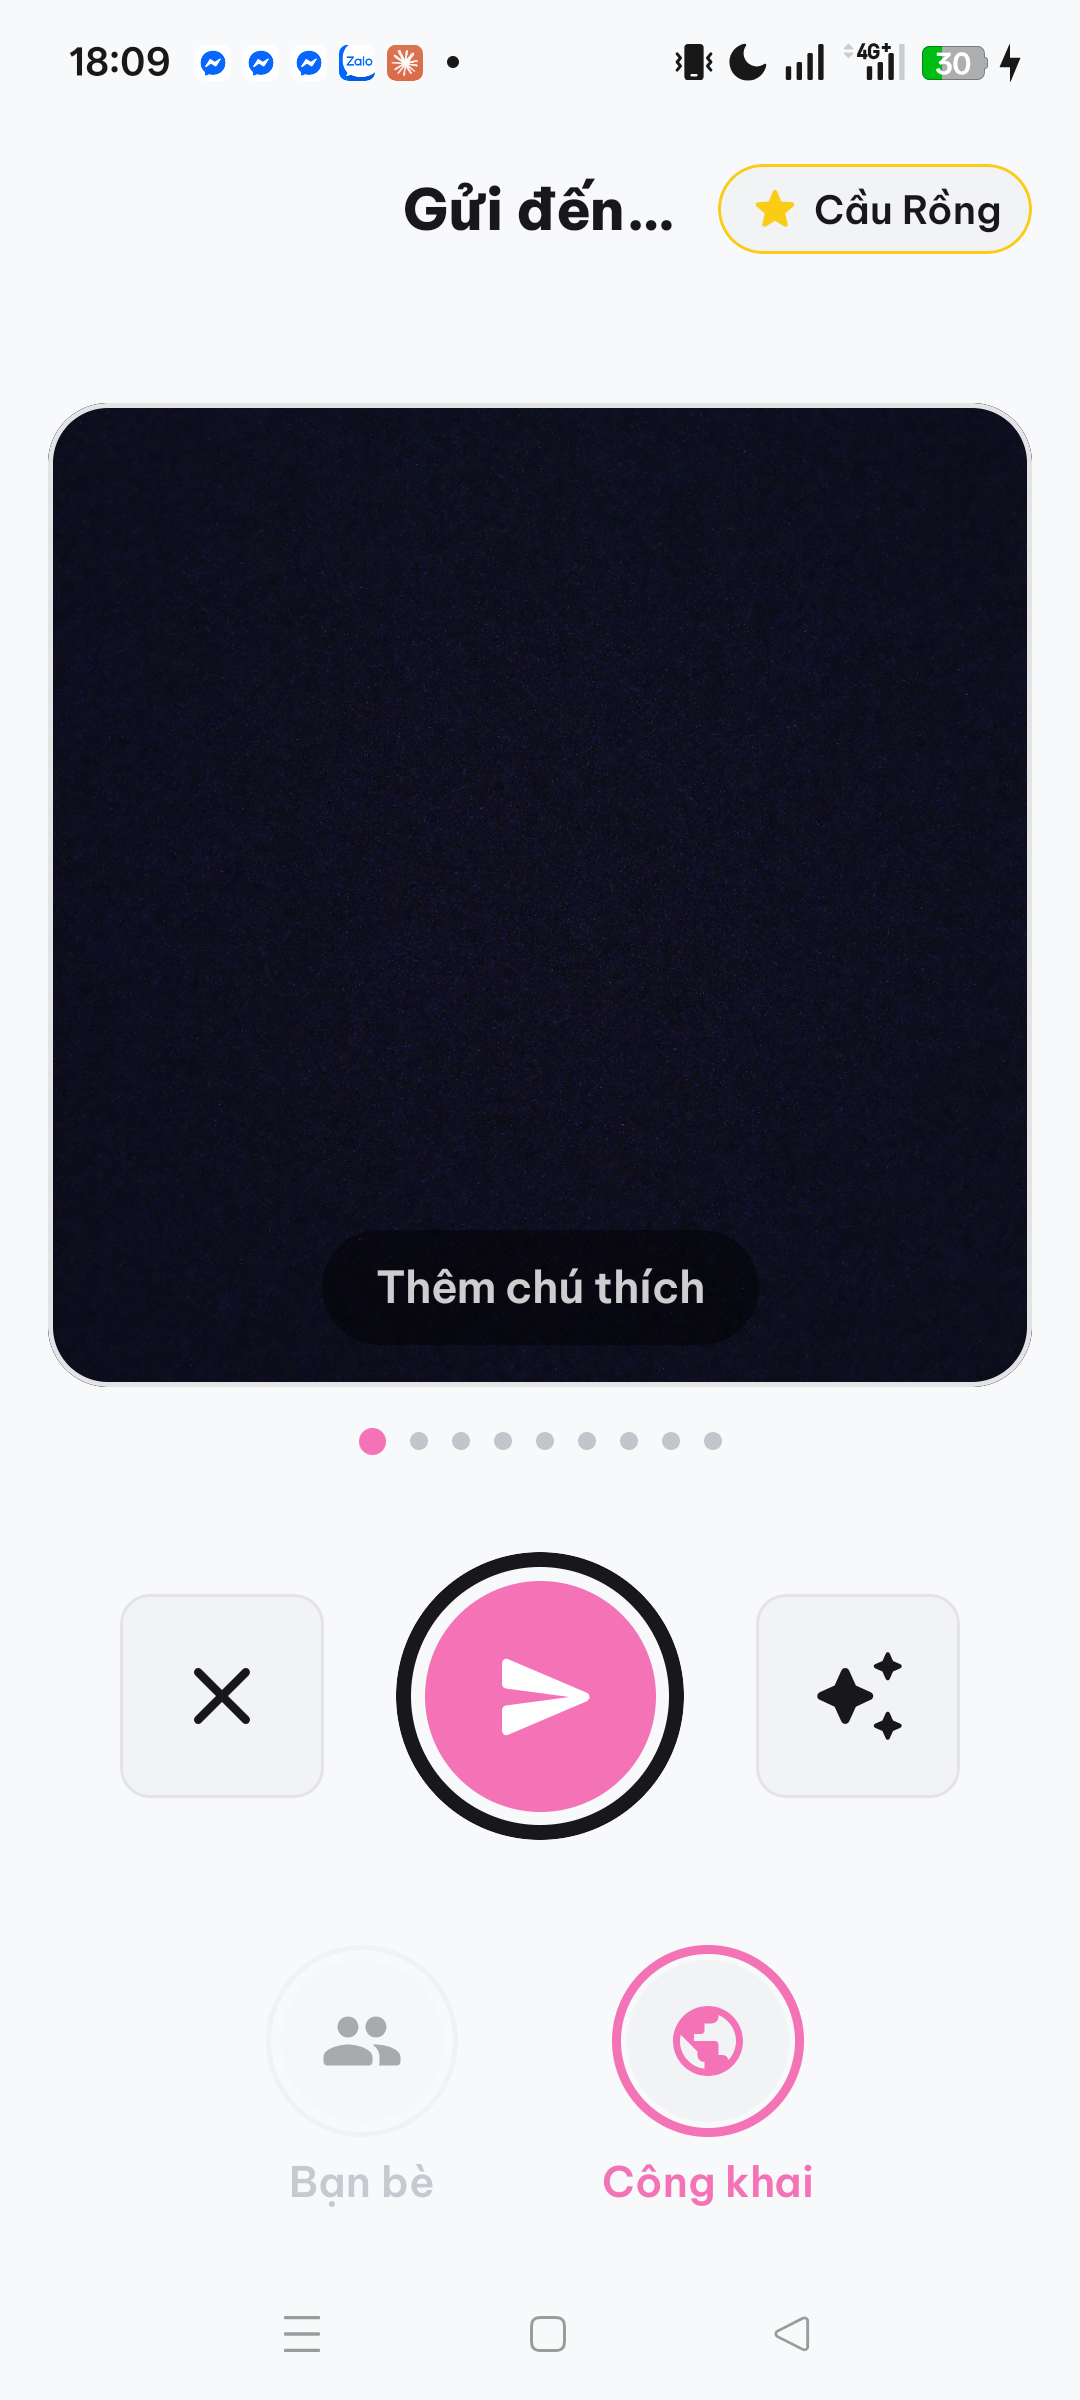 18:09
Zalo
4G+
30
Gửi đến...
Cầu Rồng
Thêm chú thích
Bạn bè
Công khai